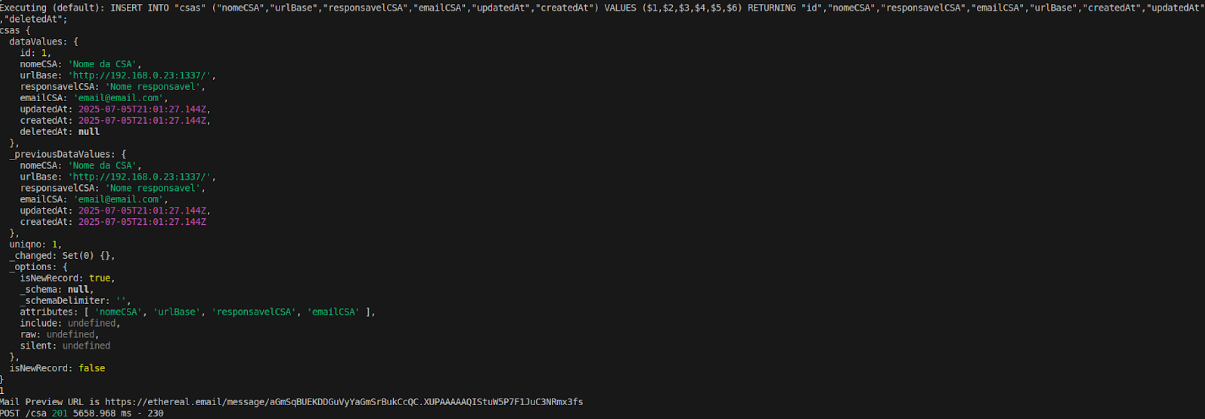 Executing (default): INSERT INTO "csas" ("nomeCSA","urlBase","responsavelCSA","emailCSA","updatedAt","createdAt") VALUES ($1,$2,$3,$4,$5,$6) RETURNING "id","nomeCSA","responsavelCSA","emailCSA","urlBase","createdAt","updatedAt"
,"deletedAt";
csas {
  dataValues: {
    id: 1,
    nomeCSA: 'Nome da CSA',
    urlBase: 'http://192.168.0.23:1337/',
    responsavelCSA: 'Nome responsavel',
    emailCSA: 'email@email.com',
    updatedAt: 2025-07-05T21:01:27.144Z,
    createdAt: 2025-07-05T21:01:27.144Z,
    deletedAt: null
  },
  _previousDataValues: {
    nomeCSA: 'Nome da CSA',
    urlBase: 'http://192.168.0.23:1337/',
    responsavelCSA: 'Nome responsavel',
    emailCSA: 'email@email.com',
    updatedAt: 2025-07-05T21:01:27.144Z,
    createdAt: 2025-07-05T21:01:27.144Z
  },
  uniqno: 1,
  _changed: Set(0) {},
  _options: {
    isNewRecord: true,
    _schema: null,
    _schemaDelimiter: '',
    attributes: [ 'nomeCSA', 'urlBase', 'responsavelCSA', 'emailCSA' ],
    include: undefined,
    raw: undefined,
    silent: undefined
  },
  isNewRecord: false
}
1
Mail Preview URL is https://ethereal.email/message/aGmSqBUEKDDGuVyYaGmSrBukCcQC.XUPAAAAAQIStuW5P7F1JuC3NRmx3fs
POST /csa 201 5658.968 ms - 230